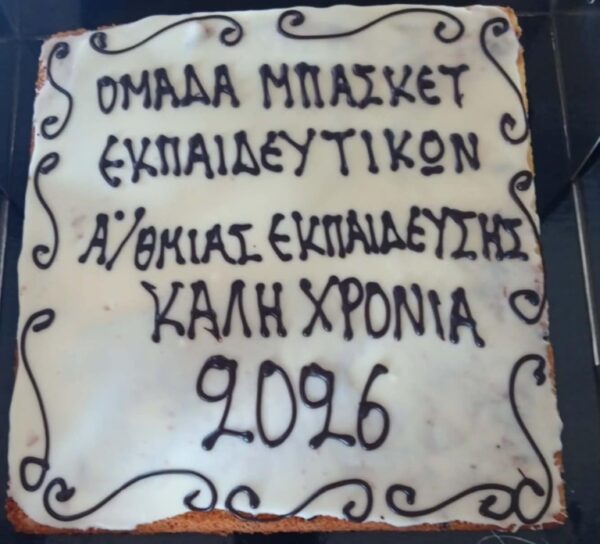 ΟΜΑΔΑ ΜΠΑΣΚΕΤ
ΕΚΠΑΙΔΕΥΤΙΚΩΝ
Α/ΘΜΙΑΣ ΕΚΠΑΙΔΕΥΣΗΣ
ΚΑΛΗ ΧΡΟΝΙΑ
2026